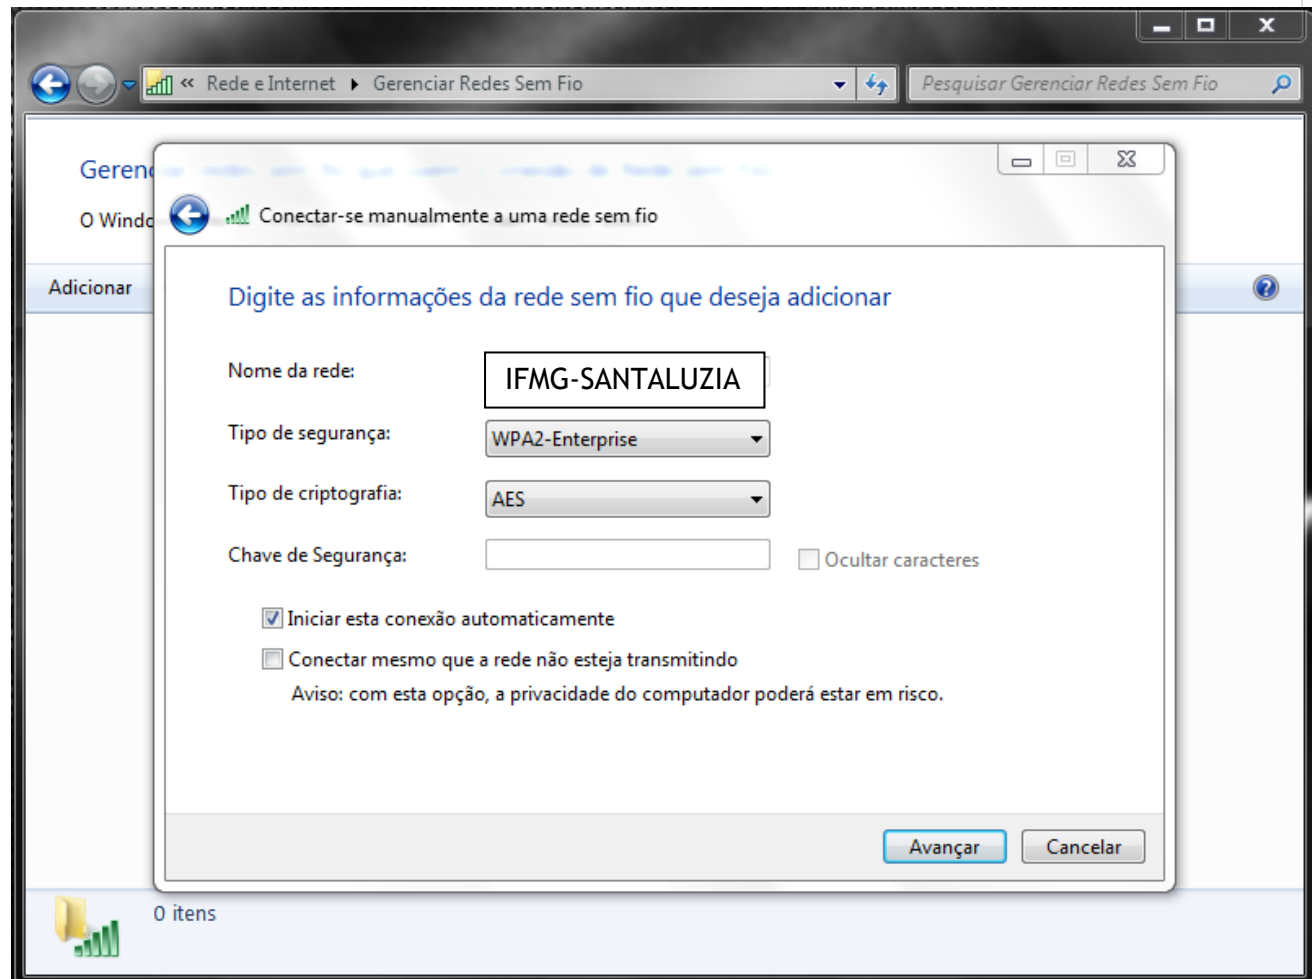 « Rede e Internet Gerenciar Redes Sem Fio Pesquisar Gerenciar Redes Sem Fio
Geren
O Windo
Conectar-se manualmente a uma rede sem fio
Adicionar
Digite as informações da rede sem fio que deseja adicionar
Nome da rede: IFMG-SANTALUZIA
Tipo de segurança: WPA2-Enterprise
Tipo de criptografia: AES
Chave de Segurança: Ocultar caracteres
Iniciar esta conexão automaticamente
Conectar mesmo que a rede não esteja transmitindo
Aviso: com esta opção, a privacidade do computador poderá estar em risco.
Avançar Cancelar
0 itens